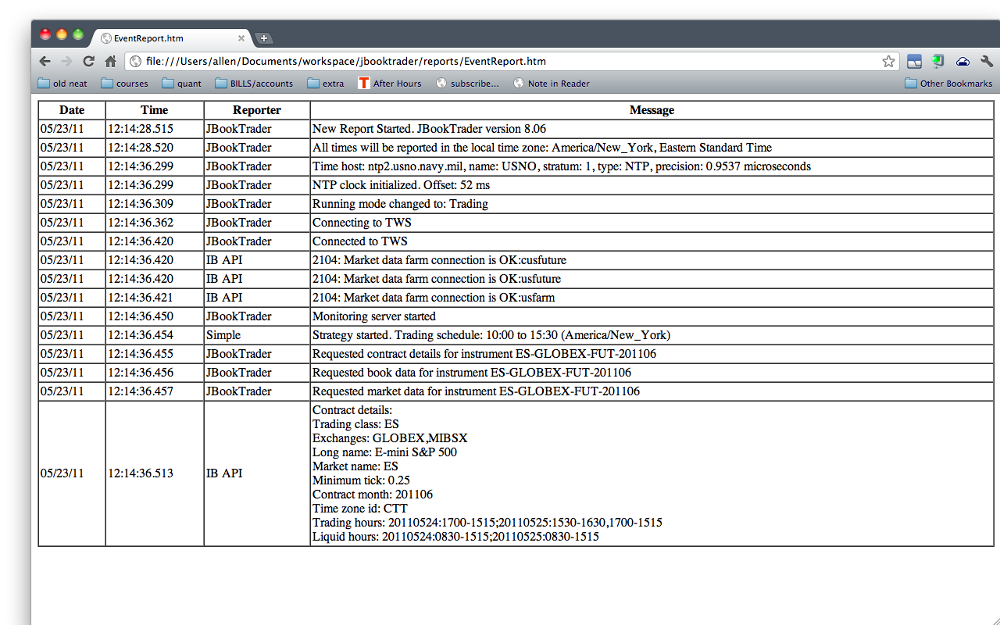 EventReport.htm
file:///Users/allen/Documents/workspace/jbooktrader/reports/EventReport.htm
old neat courses quant BILLS/accounts extra T After Hours subscribe... Note in Reader Other Bookmarks
Date Time Reporter Message
05/23/11 12:14:28.515 JBookTrader New Report Started. JBookTrader version 8.06
05/23/11 12:14:28.520 JBookTrader All times will be reported in the local time zone: America/New_York, Eastern Standard Time
05/23/11 12:14:36.299 JBookTrader Time host: ntp2.usno.navy.mil, name: USNO, stratum: 1, type: NTP, precision: 0.9537 microseconds
05/23/11 12:14:36.299 JBookTrader NTP clock initialized. Offset: 52 ms
05/23/11 12:14:36.309 JBookTrader Running mode changed to: Trading
05/23/11 12:14:36.362 JBookTrader Connecting to TWS
05/23/11 12:14:36.420 JBookTrader Connected to TWS
05/23/11 12:14:36.420 IB API 2104: Market data farm connection is OK:cusfuture
05/23/11 12:14:36.420 IB API 2104: Market data farm connection is OK:usfuture
05/23/11 12:14:36.421 IB API 2104: Market data farm connection is OK:usfarm
05/23/11 12:14:36.450 JBookTrader Monitoring server started
05/23/11 12:14:36.454 Simple Strategy started. Trading schedule: 10:00 to 15:30 (America/New_York)
05/23/11 12:14:36.455 JBookTrader Requested contract details for instrument ES-GLOBEX-FUT-201106
05/23/11 12:14:36.456 JBookTrader Requested book data for instrument ES-GLOBEX-FUT-201106
05/23/11 12:14:36.457 JBookTrader Requested market data for instrument ES-GLOBEX-FUT-201106
05/23/11 12:14:36.513 IB API Contract details:
Trading class: ES
Exchanges: GLOBEX,MIBSX
Long name: E-mini S&P 500
Market name: ES
Minimum tick: 0.25
Contract month: 201106
Time zone id: CTT
Trading hours: 20110524:1700-1515;20110525:1530-1630,1700-1515
Liquid hours: 20110524:0830-1515;20110525:0830-1515